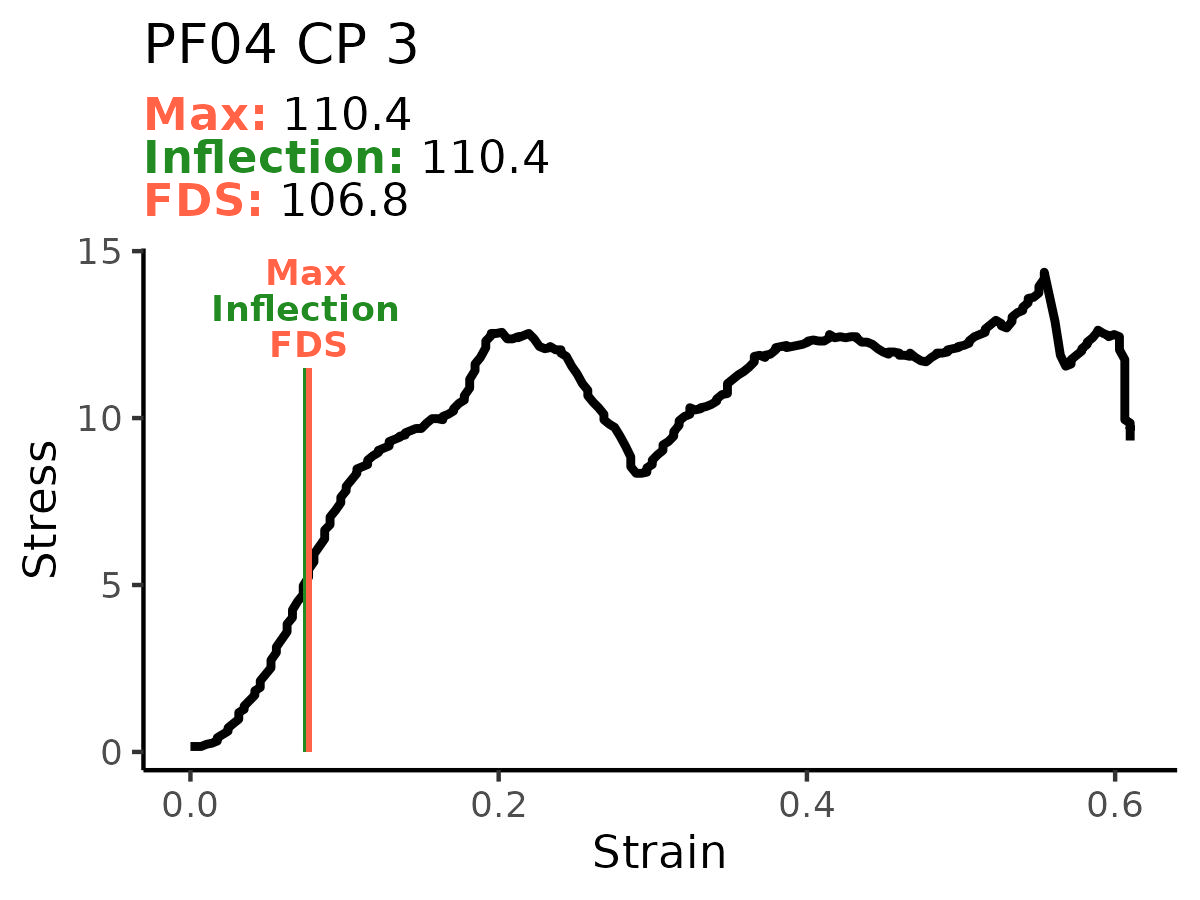 PF04 CP 3
Max: 110.4
Inflection: 110.4
FDS: 106.8
15
Max
Inflection
FDS
10
5
0
Stress
0.0 0.2 0.4 0.6
Strain